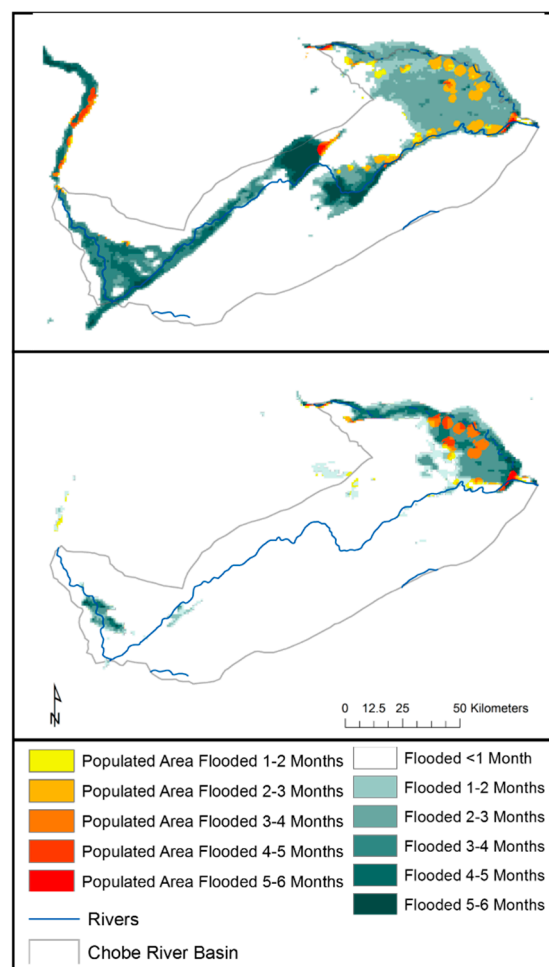 N
0 12.5 25 50 Kilometers
Populated Area Flooded 1-2 Months
Populated Area Flooded 2-3 Months
Populated Area Flooded 3-4 Months
Populated Area Flooded 4-5 Months
Populated Area Flooded 5-6 Months
Rivers
Chobe River Basin
Flooded <1 Month
Flooded 1-2 Months
Flooded 2-3 Months
Flooded 3-4 Months
Flooded 4-5 Months
Flooded 5-6 Months